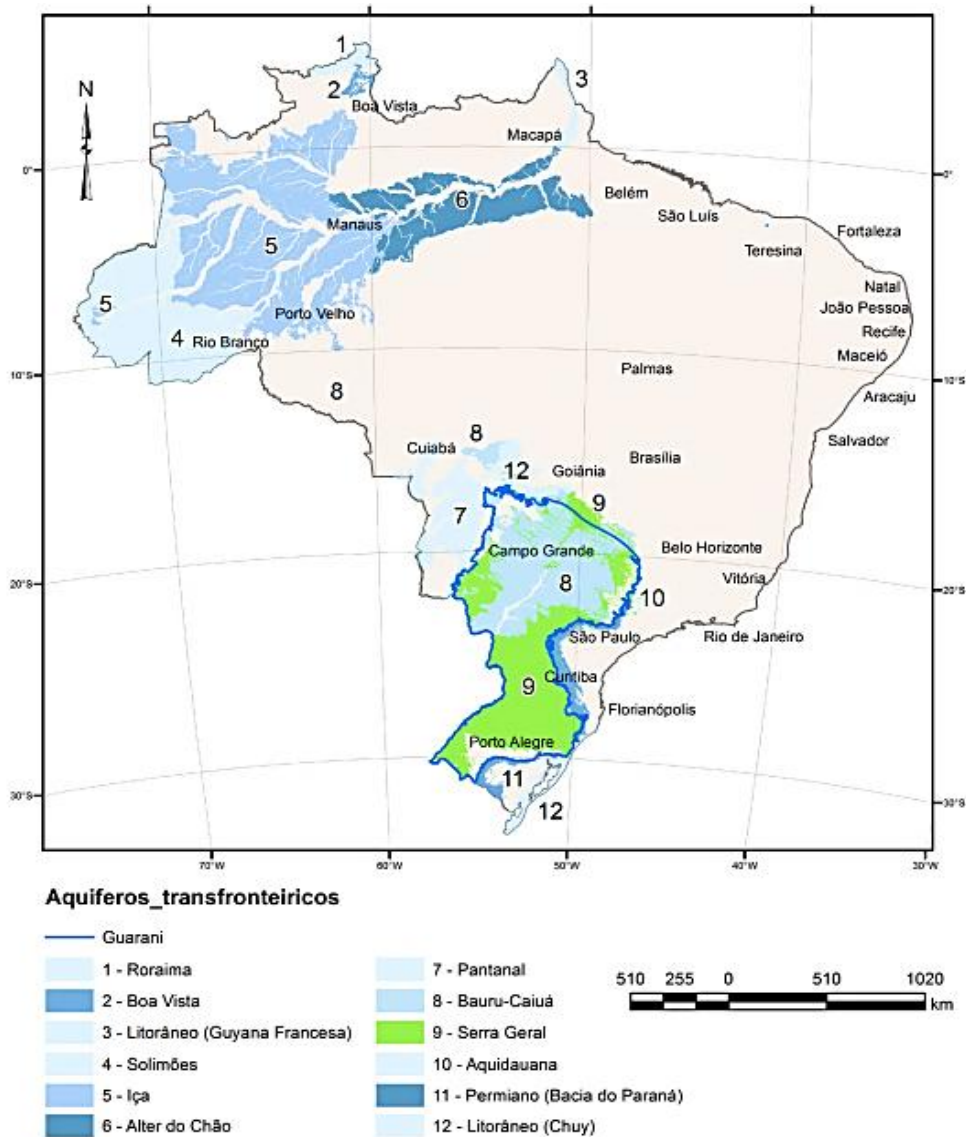 1
3
N
2
Boa Vista
Macapá
0°
0°
6
Belém
São Luís
Manaus
Fortaleza
5
Teresina
5
Natal
Porto Velho
João Pessoa
4
Rio Branco
Recife
Maceió
10°S
Palmas
10°S
8
Aracaju
8
Salvador
Cuiabá
12
Goiânia
Brasília
9
7
Campo Grande
Belo Horizonte
8
Vitória
20°S
10
20°S
São Paulo
Rio de Janeiro
9
Curitiba
Florianópolis
Porto Alegre
11
30°S
12
30°S
70°W
60°W
50°W
40°W
30°W
Aquiferos_transfronteiricos
Guarani
1 - Roraima
2 - Boa Vista
3 - Litorâneo (Guyana Francesa)
4 - Solimões
5 - Iça
6 - Alter do Chão
7 - Pantanal
8 - Bauru-Caiuá
9 - Serra Geral
10 - Aquidauana
11 - Permiano (Bacia do Paraná)
12 - Litorâneo (Chuy)
510 255 0 510 1020
km